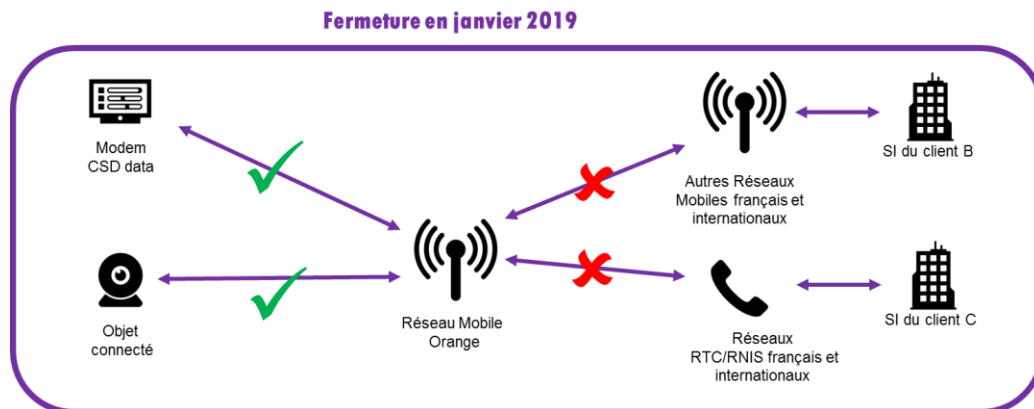 Fermeture en janvier 2019
Modem
CSD data
Objet
connecté
Réseau Mobile
Orange
Autres Réseaux
Mobiles français et
internationaux
SI du client B
Réseaux
RTC/RNIS français et
internationaux
SI du client C